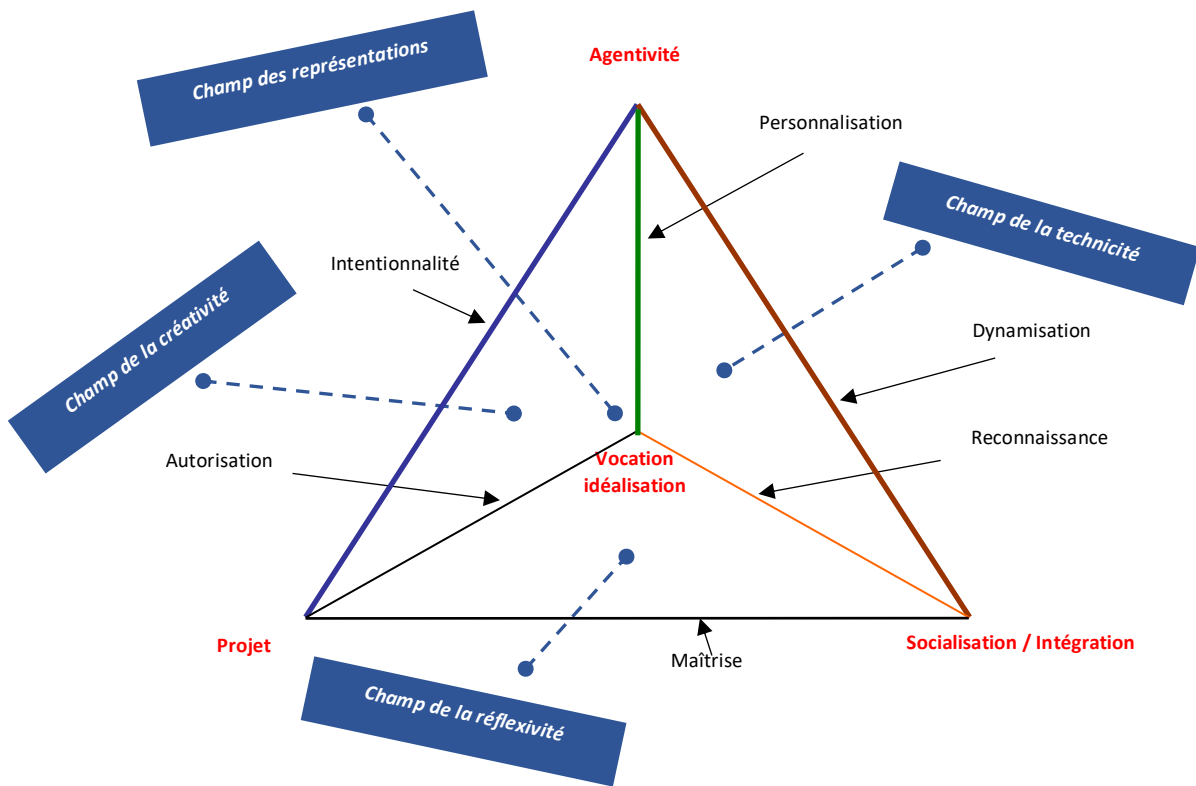 Champ des représentations
Agentivité
Personnalisation
Champ de la technicité
Intentionnalité
Champ de la créativité
Dynamisation
Reconnaissance
Autorisation
Vocation
idéalisation
Projet
Socialisation / Intégration
Maîtrise
Champ de la réflexivité